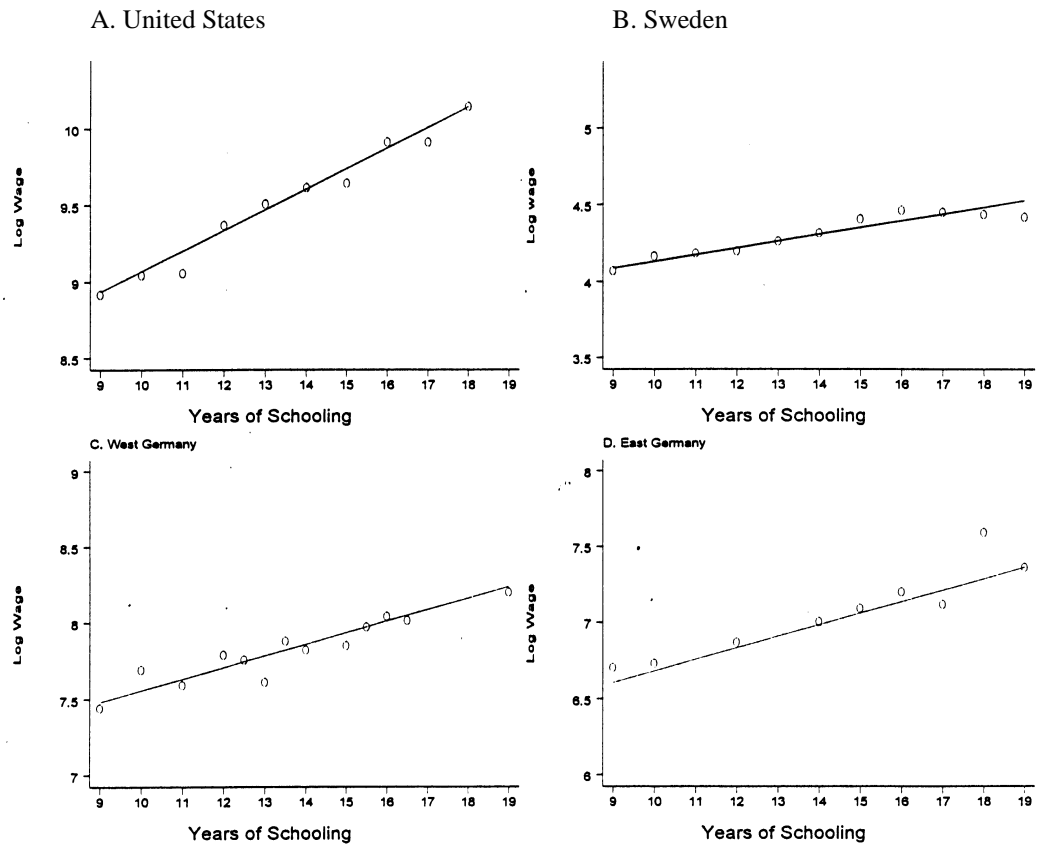 A. United States
Log Wage
10
9.5
9
8.5
9 10 11 12 13 14 15 16 17 18 19
Years of Schooling
B. Sweden
Log wage
5
4.5
4
3.5
9 10 11 12 13 14 15 16 17 18 19
Years of Schooling
C. West Germany
Log Wage
9
8.5
8
7.5
7
9 10 11 12 13 14 15 16 17 18 19
Years of Schooling
D. East Germany
Log Wage
8
7.5
7
6.5
6
9 10 11 12 13 14 15 16 17 18 19
Years of Schooling